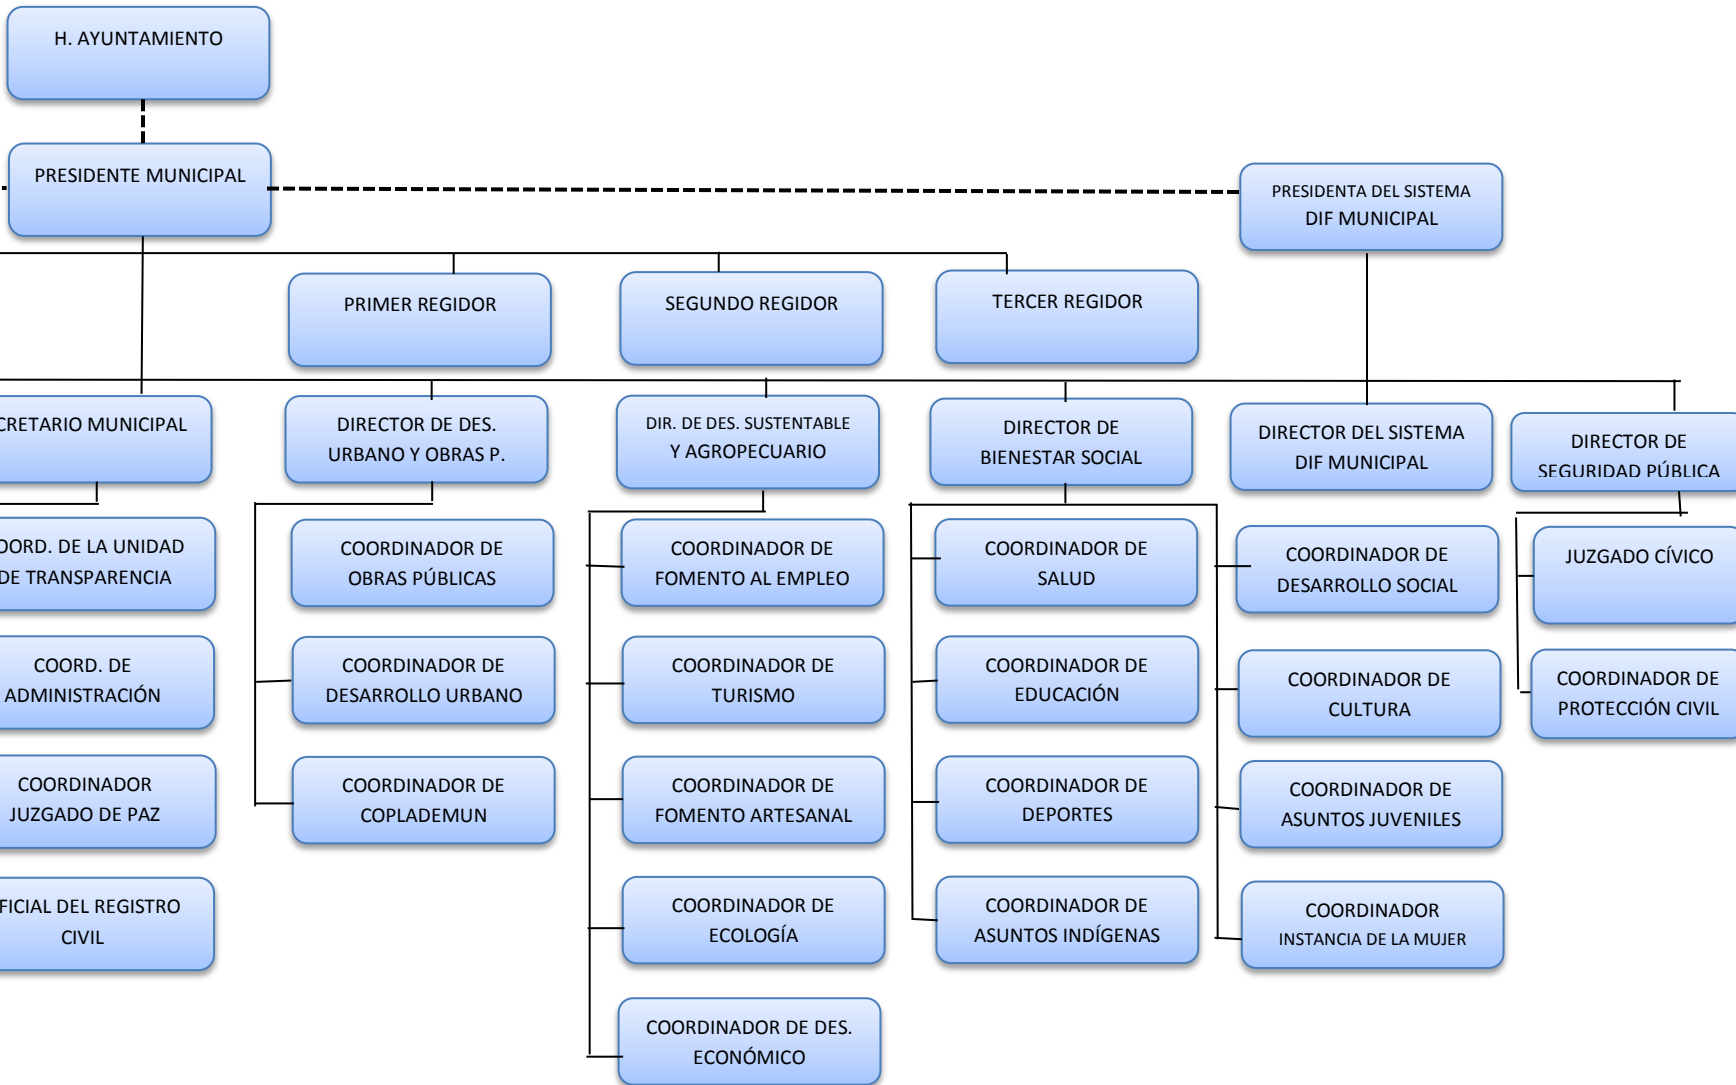 H. AYUNTAMIENTO
PRESIDENTE MUNICIPAL
PRESIDENTA DEL SISTEMA
DIF MUNICIPAL
PRIMER REGIDOR
SEGUNDO REGIDOR
TERCER REGIDOR
CRETARIO MUNICIPAL
DIRECTOR DE DES.
URBANO Y OBRAS P.
DIR. DE DES. SUSTENTABLE
Y AGROPECUARIO
DIRECTOR DE
BIENESTAR SOCIAL
DIRECTOR DEL SISTEMA
DIF MUNICIPAL
DIRECTOR DE
SEGURIDAD PÚBLICA
OORD. DE LA UNIDAD
DE TRANSPARENCIA
COORD. DE
ADMINISTRACIÓN
COORDINADOR
JUZGADO DE PAZ
FICIAL DEL REGISTRO
CIVIL
COORDINADOR DE
OBRAS PÚBLICAS
COORDINADOR DE
DESARROLLO URBANO
COORDINADOR DE
COPLADEMUN
COORDINADOR DE
FOMENTO AL EMPLEO
COORDINADOR DE
TURISMO
COORDINADOR DE
FOMENTO ARTESANAL
COORDINADOR DE
ECOLOGÍA
COORDINADOR DE DES.
ECONÓMICO
COORDINADOR DE
SALUD
COORDINADOR DE
EDUCACIÓN
COORDINADOR DE
DEPORTES
COORDINADOR DE
ASUNTOS INDÍGENAS
COORDINADOR DE
DESARROLLO SOCIAL
COORDINADOR DE
CULTURA
COORDINADOR DE
ASUNTOS JUVENILES
COORDINADOR
INSTANCIA DE LA MUJER
JUZGADO CÍVICO
COORDINADOR DE
PROTECCIÓN CIVIL